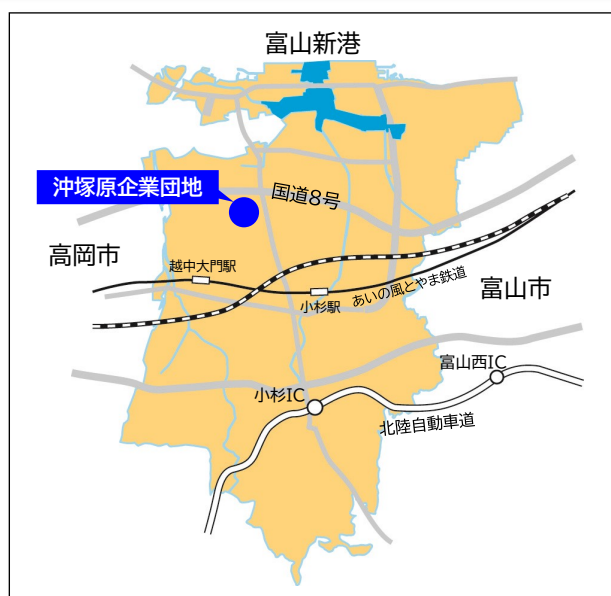 富山新港
沖塚原企業団地
国道8号
高岡市
越中大門駅
小杉駅
あいの風とやま鉄道
富山市
富山西IC
小杉IC
北陸自動車道